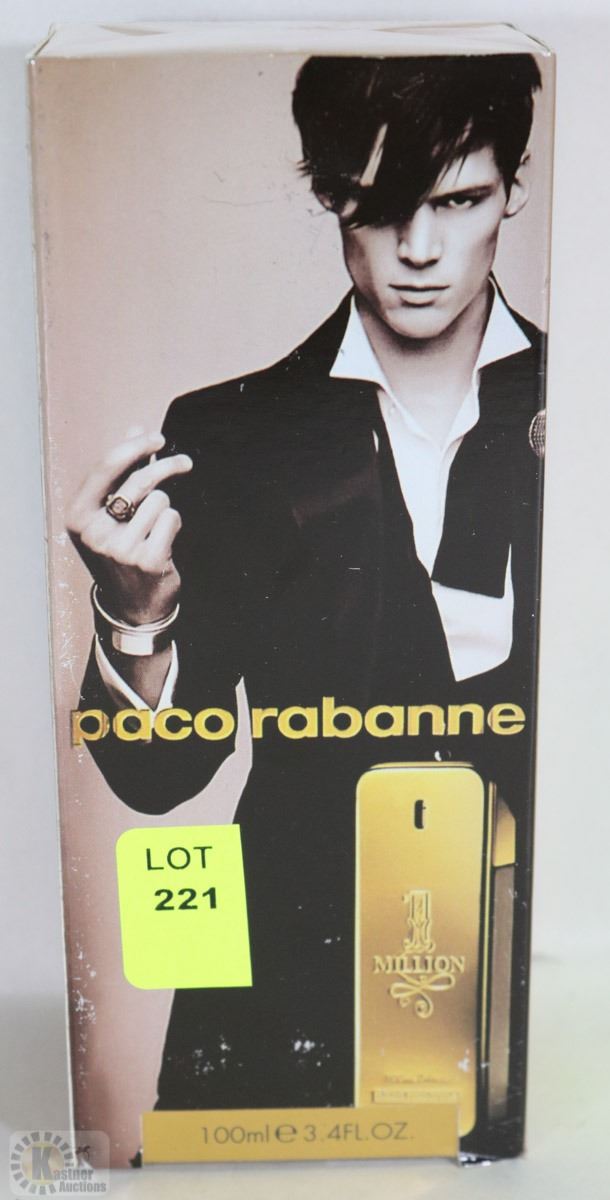 paco rabanne
LOT
221
1
MILLION
100ml e 3.4FL.OZ.
K K
Kastner
Auctions